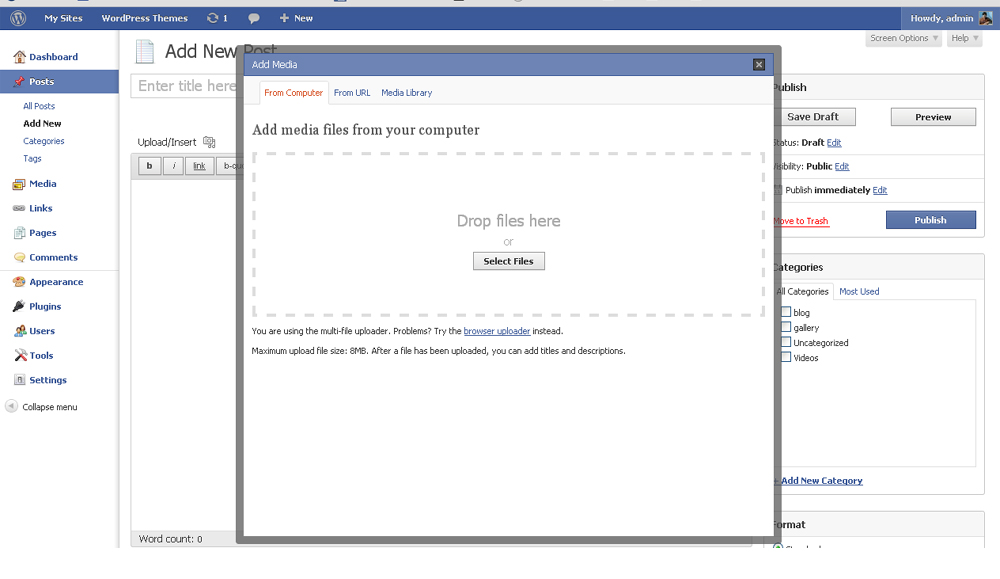 My Sites WordPress Themes 1 New Howdy, admin
Screen Options Help
Dashboard
Posts
All Posts
Add New
Categories
Tags
Media
Links
Pages
Comments
Appearance
Plugins
Users
Tools
Settings
Collapse menu
Add New Post
Enter title here
Upload/Insert
b i link
Word count: 0
Add Media
From Computer From URL Media Library
Add media files from your computer
Drop files here
or
Select Files
You are using the multi-file uploader. Problems? Try the browser uploader instead.
Maximum upload file size: 8MB. After a file has been uploaded, you can add titles and descriptions.
Publish
Save Draft Preview
Status: Draft Edit
Visibility: Public Edit
Publish immediately Edit
Move to Trash Publish
Categories
All Categories Most Used
blog
gallery
Uncategorized
Videos
+ Add New Category
Format